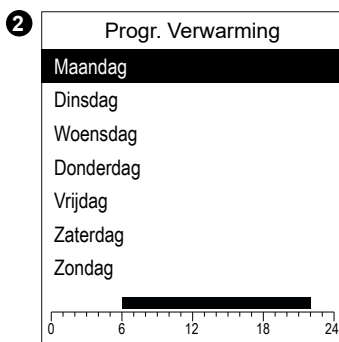 2
Progr. Verwarming
Maandag
Dinsdag
Woensdag
Donderdag
Vrijdag
Zaterdag
Zondag
0 6 12 18 24